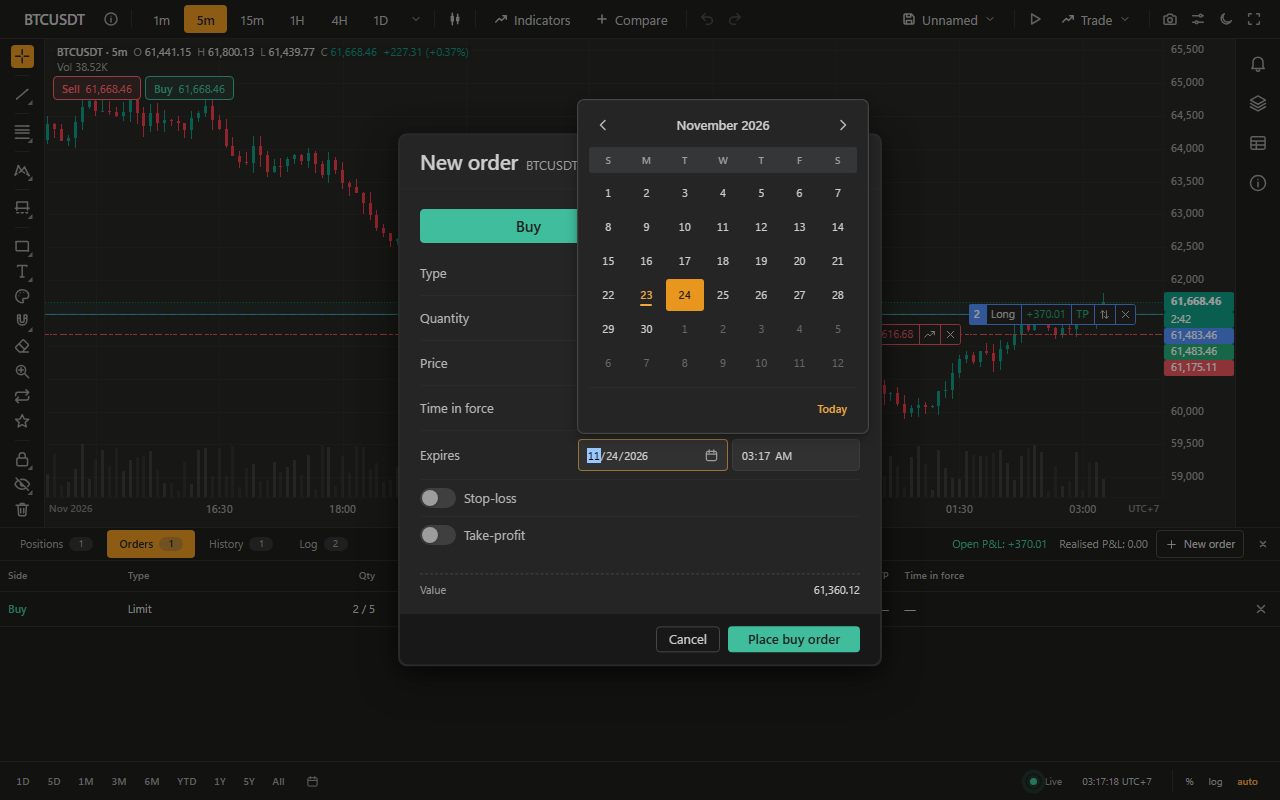 BTCUSDT 1m 5m 15m 1H 4H 1D Indicators Compare Unnamed Trade
BTCUSDT · 5m O 61,441.15 H 61,800.13 L 61,439.77 C 61,668.46 +227.31 (+0.37%)
Vol 38.52K
Sell 61,668.46 Buy 61,668.46
65,500
65,000
64,500
64,000
63,500
63,000
62,500
62,000
61,668.46
2:42
61,483.46
61,483.46
61,175.11
60,000
59,500
59,000
2 Long +370.01 TP
616.68
Nov 2026 16:30 18:00 01:30 03:00 UTC+7
New order BTCUSDT
Buy
Type
Quantity
Price
Time in force
Expires 11/24/2026 03:17 AM
Stop-loss
Take-profit
Value 61,360.12
Cancel Place buy order
November 2026
S M T W T F S
1 2 3 4 5 6 7
8 9 10 11 12 13 14
15 16 17 18 19 20 21
22 23 24 25 26 27 28
29 30 1 2 3 4 5
6 7 8 9 10 11 12
Today
Positions 1 Orders 1 History 1 Log 2 Open P&L: +370.01 Realised P&L: 0.00 New order
Side Type Qty Time in force
Buy Limit 2 / 5 — —
1D 5D 1M 3M 6M YTD 1Y 5Y All Live 03:17:18 UTC+7 % log auto